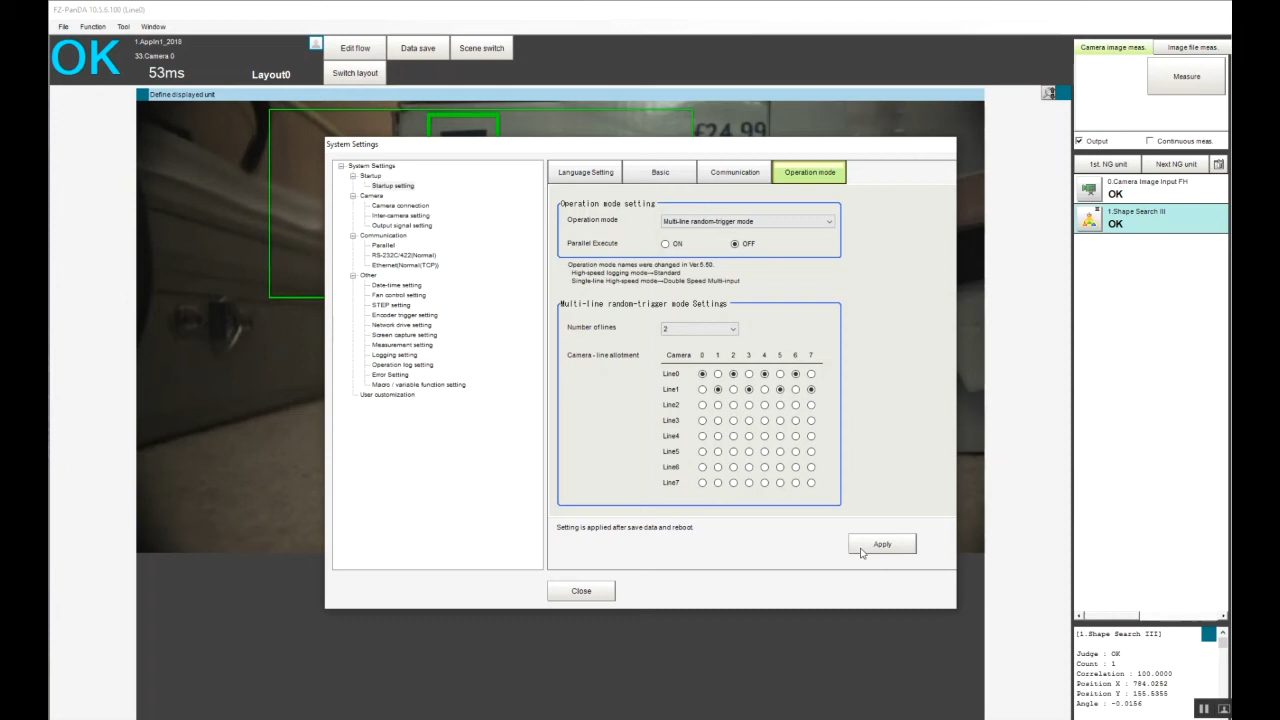 FZ-PanDA 10.5.6.100 (Line0)
File Function Tool Window
OK
1.AppIn1_2018
33.Camera 0
53ms
Layout0
Edit flow
Data save
Scene switch
Switch layout
Camera image meas.
Image file meas.
Measure
Output
Continuous meas.
1st. NG unit
Next NG unit
0.Camera Image Input FH
OK
1.Shape Search III
OK
Define displayed unit
£24.99
System Settings
System Settings
Startup
Startup setting
Camera
Camera connection
Inter-camera setting
Output signal setting
Communication
Parallel
RS-232C/422(Normal)
Ethernet(Normal(TCP))
Other
Date-time setting
Fan control setting
STEP setting
Encoder trigger setting
Network drive setting
Screen capture setting
Measurement setting
Logging setting
Operation log setting
Error Setting
Macro / variable function setting
User customization
Language Setting
Basic
Communication
Operation mode
Operation mode setting
Operation mode Multi-line random-trigger mode
Parallel Execute ON OFF
Operation mode names were changed in Ver.5.50.
High-speed logging mode→Standard
Single-line High-speed mode→Double Speed Multi-input
Multi-line random-trigger mode Settings
Number of lines 2
Camera - line allotment Camera 0 1 2 3 4 5 6 7
Line0
Line1
Line2
Line3
Line4
Line5
Line6
Line7
Setting is applied after save data and reboot.
Apply
Close
[1.Shape Search III]
Judge : OK
Count : 1
Correlation : 100.0000
Position X : 784.0252
Position Y : 155.5355
Angle : -0.0156